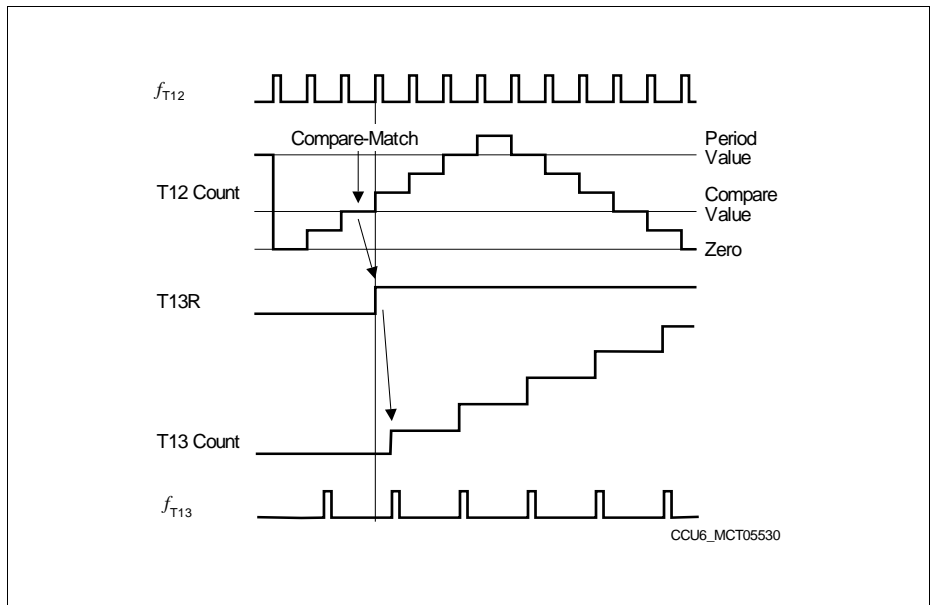 fT12
Compare-Match
Period
Value
T12 Count
Compare
Value
Zero
T13R
T13 Count
fT13
CCU6_MCT05530